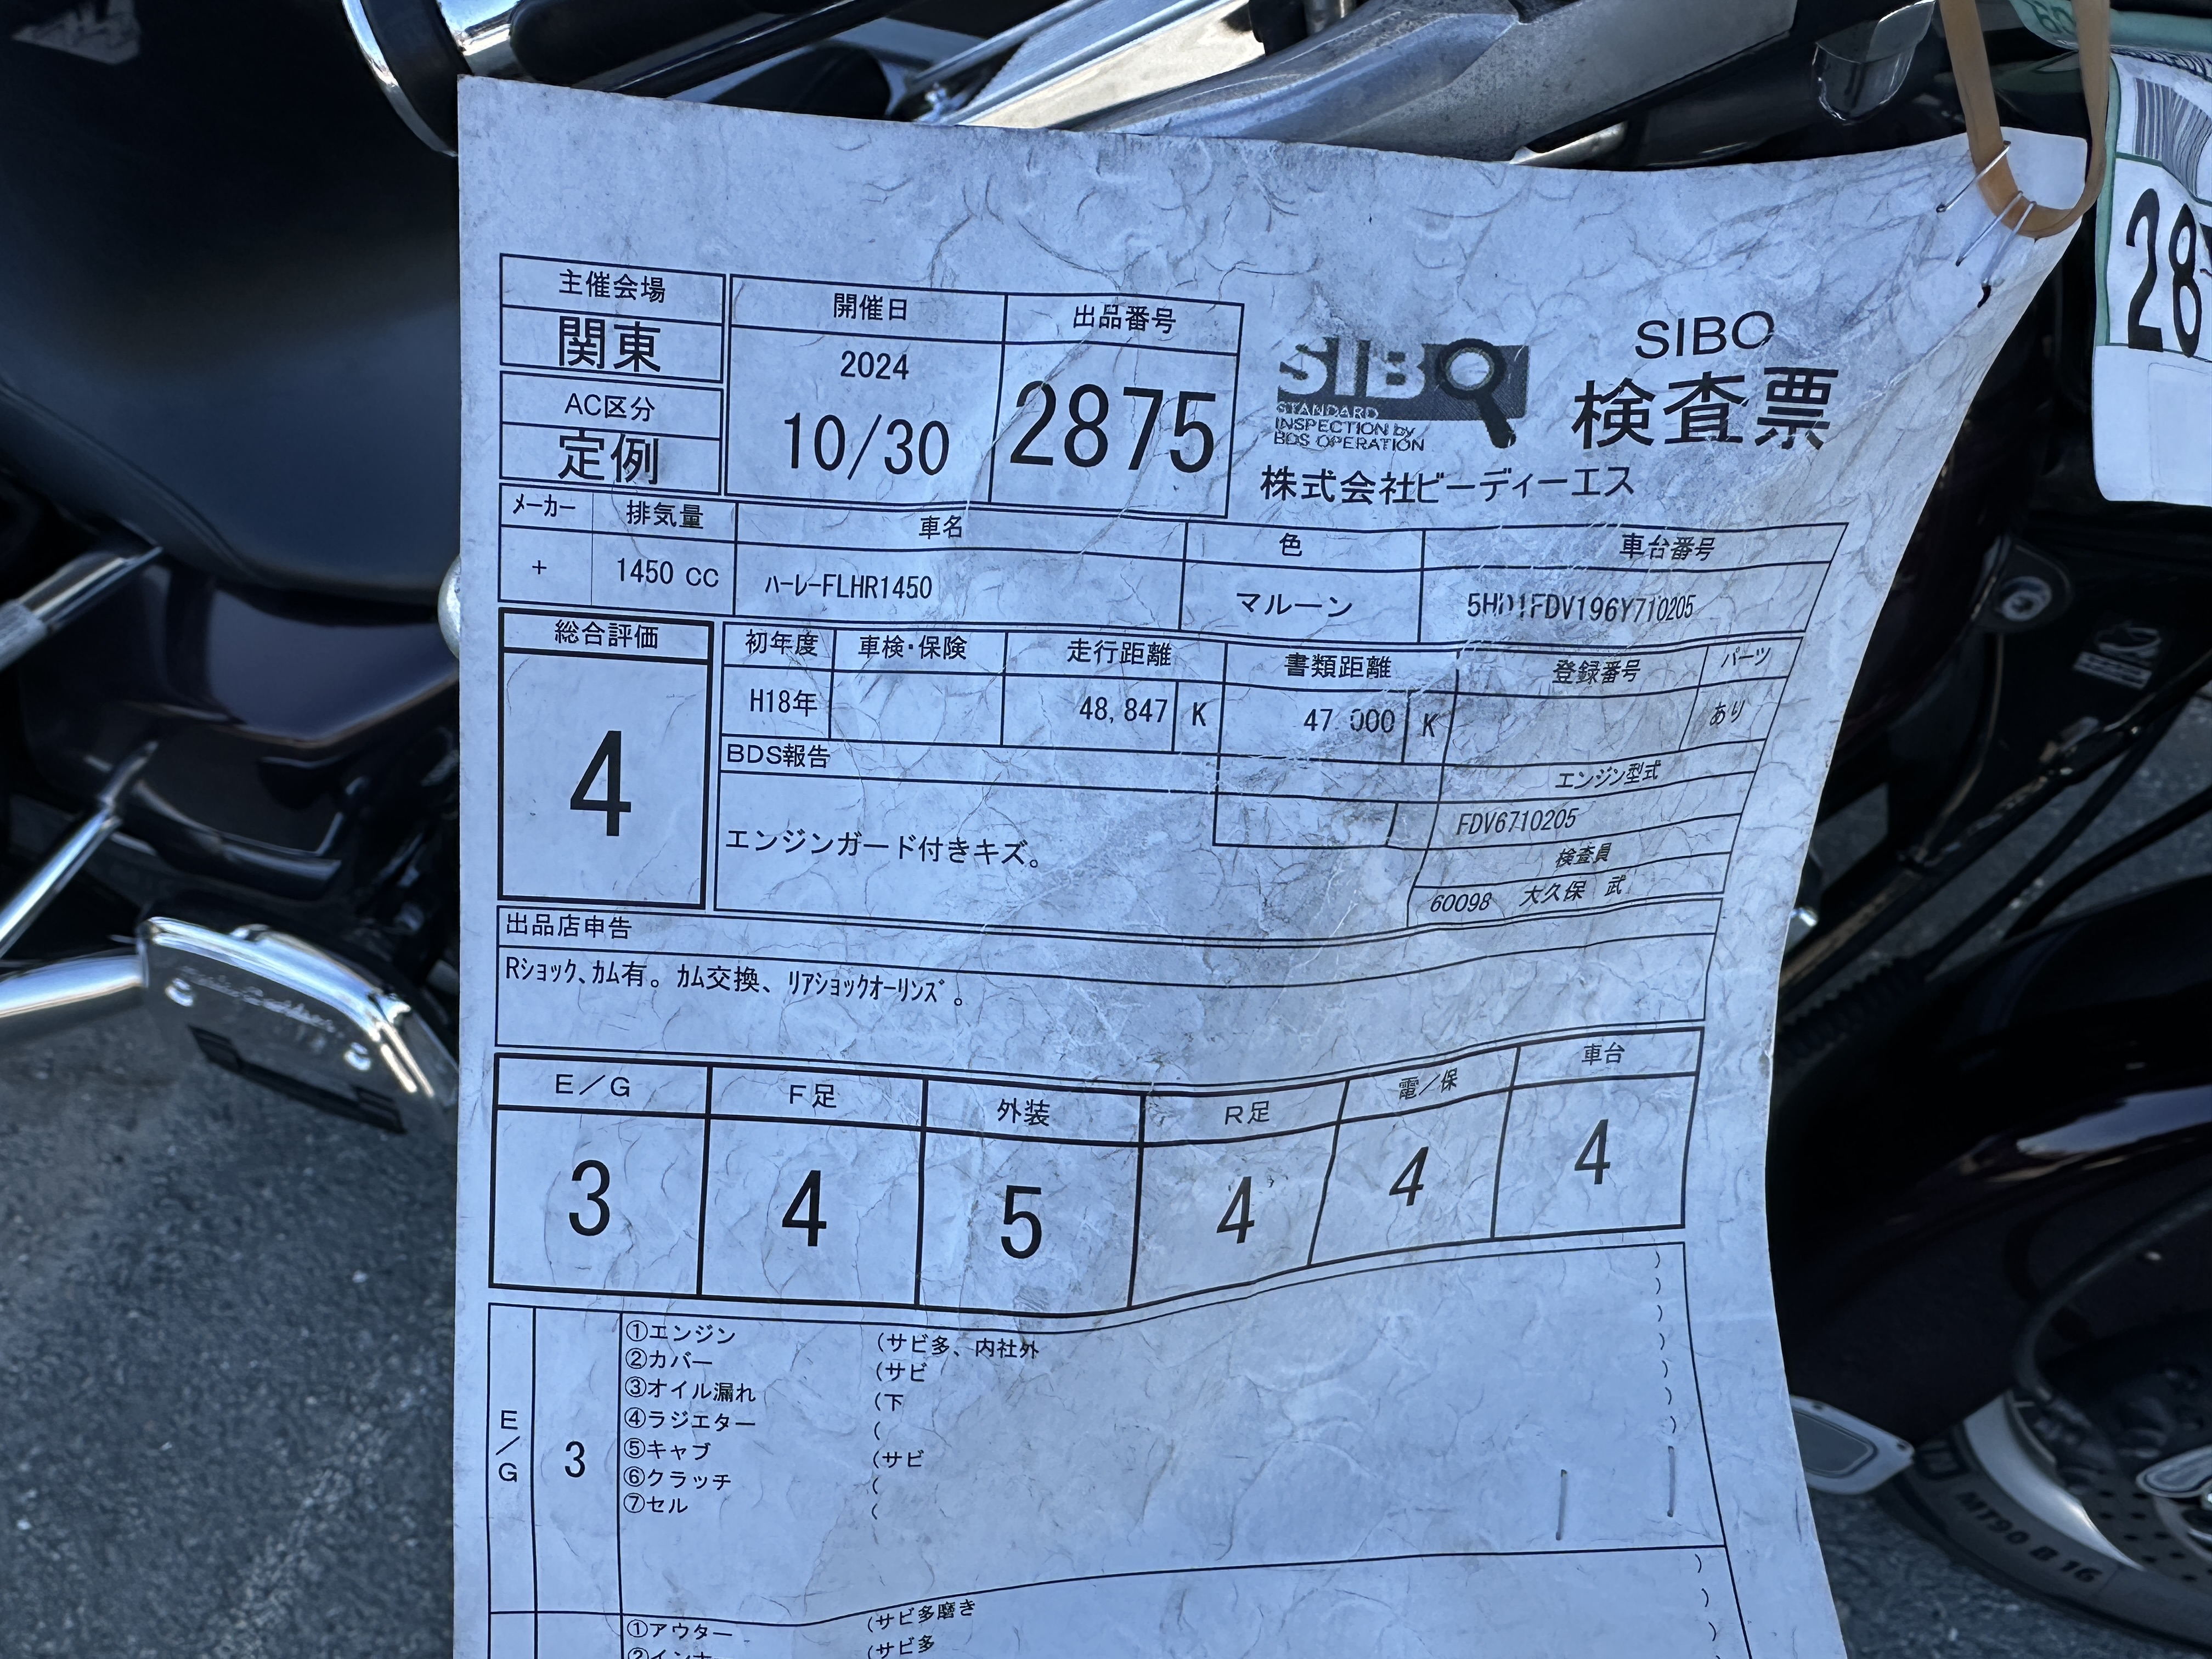 主催会場
関東
AC区分
定例
開催日
2024
10/30
出品番号
2875
SIBO
STANDARD
INSPECTION by
BDS OPERATION
株式会社ビーディーエス
SIBO
検査票
28
メーカー 排気量 車名 色 車台番号
+ 1450 CC ハーレーFLHR1450 マルーン 5HD1FDV196Y710205
総合評価
4
初年度 車検・保険 走行距離 書類距離 登録番号 パーツ
H18年 48,847 K 47 000 K あり
BDS報告
エンジンガード付きキズ。
エンジン型式
FDV6710205
検査員
60098 大久保 武
出品店申告
Rショック、カム有。カム交換、リアショックオーリンズ。
E/G F足 外装 R足 電/保 車台
3 4 5 4 4 4
E/G 3
①エンジン (サビ多、内社外 )
②カバー (サビ )
③オイル漏れ (下 )
④ラジエター ( )
⑤キャブ (サビ )
⑥クラッチ ( )
⑦セル ( )
①アウター (サビ多磨き )
(サビ多 )
MT90 B 16